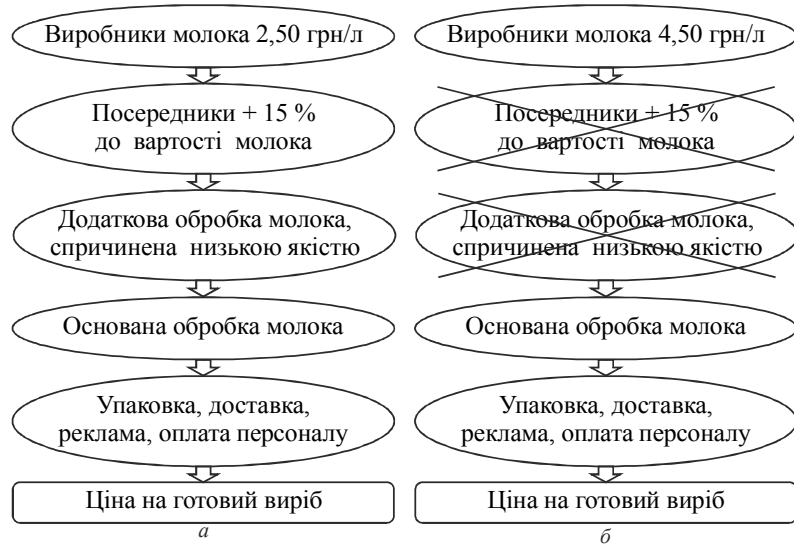 Виробники молока 2,50 грн/л
Посередники + 15 %
до вартості молока
Додаткова обробка молока,
спричинена низькою якістю
Основана обробка молока
Упаковка, доставка,
реклама, оплата персоналу
Ціна на готовий виріб
а
Виробники молока 4,50 грн/л
Посередники + 15 %
до вартості молока
Додаткова обробка молока,
спричинена низькою якістю
Основана обробка молока
Упаковка, доставка,
реклама, оплата персоналу
Ціна на готовий виріб
б